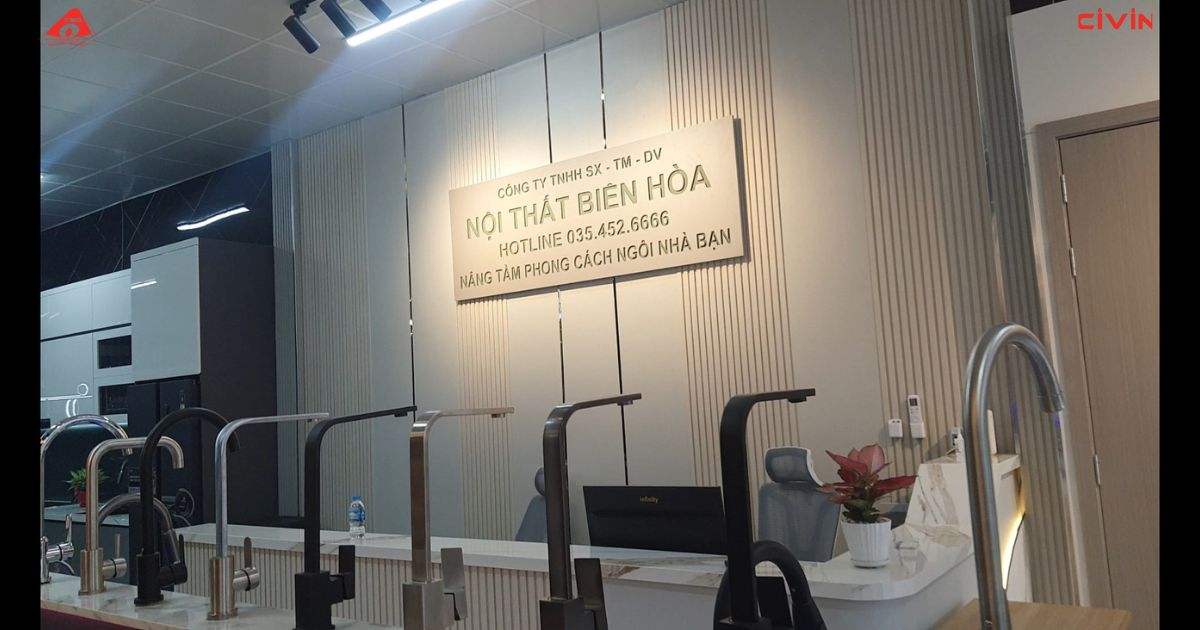 CIVIN
CÔNG TY TNHH SX - TM - DV
NỘI THẤT BIÊN HÒA
HOTLINE 035.452.6666
NÂNG TẦM PHONG CÁCH NGÔI NHÀ BẠN
infinity